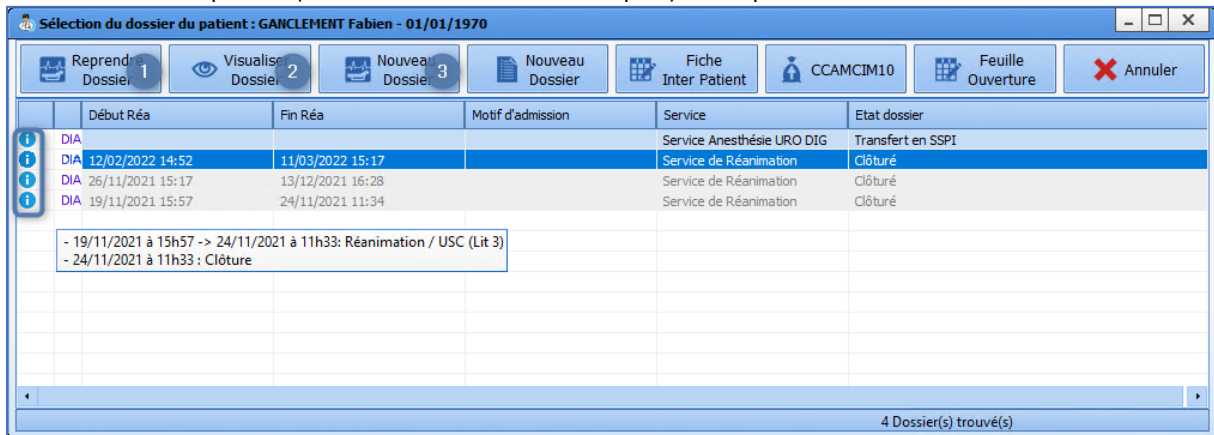 Sélection du dossier du patient : GANCLEMENT Fabien - 01/01/1970
Reprendre Dossier 1
Visualiser Dossier 2
Nouveau Dossier 3
Nouveau Dossier
Fiche Inter Patient
CCAMCIM10
Feuille Ouverture
Annuler
Début Réa Fin Réa Motif d'admission Service Etat dossier
DIA Service Anesthésie URO DIG Transfert en SSPI
DIA 12/02/2022 14:52 11/03/2022 15:17 Service de Réanimation Clôturé
DIA 26/11/2021 15:17 13/12/2021 16:28 Service de Réanimation Clôturé
DIA 19/11/2021 15:57 24/11/2021 11:34 Service de Réanimation Clôturé
- 19/11/2021 à 15h57 -> 24/11/2021 à 11h33: Réanimation / USC (Lit 3)
- 24/11/2021 à 11h33 : Clôture
4 Dossier(s) trouvé(s)